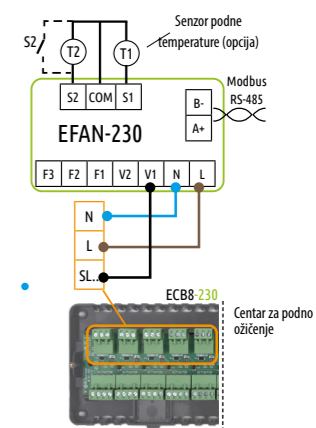 Senzor podne
temperature (opcija)
S2
T2
T1
S2 COM S1
Modbus
RS-485
B-
A+
EFAN-230
F3 F2 F1 V2 V1 N L
N
L
SL..
ECB8-230
Centar za podno
ožičenje